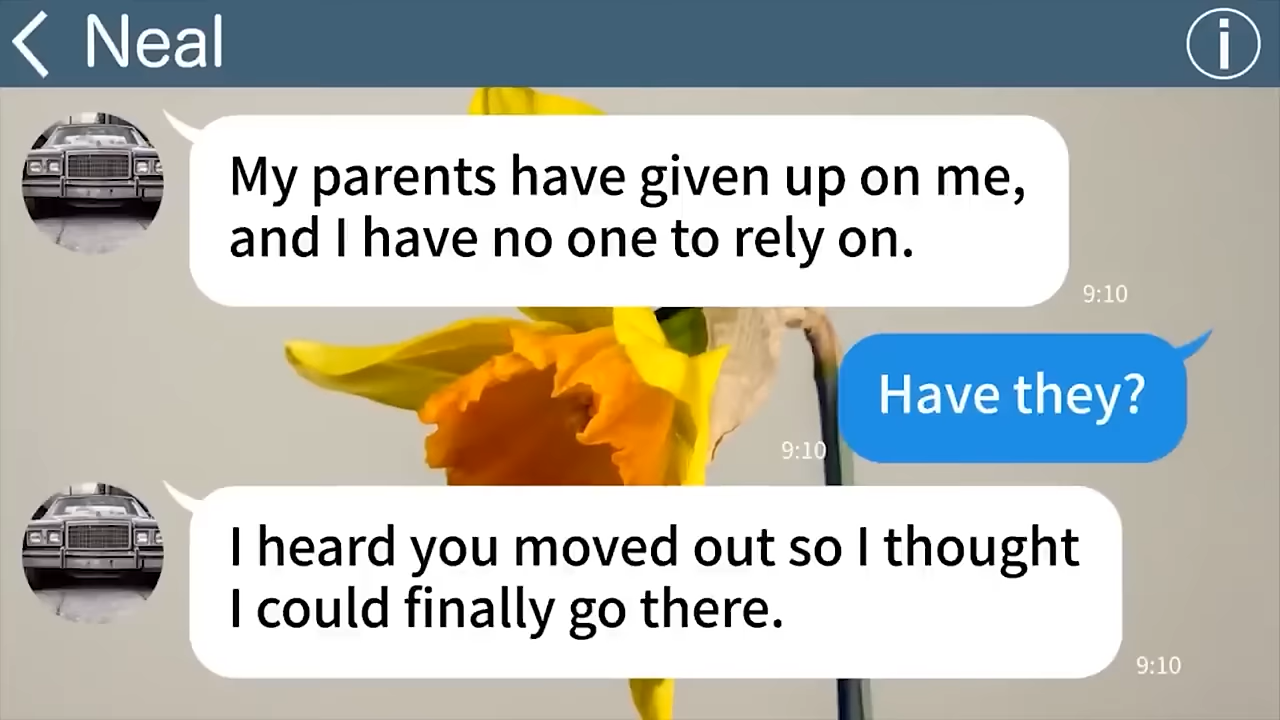 Neal
My parents have given up on me,
and I have no one to rely on.
9:10
Have they?
9:10
I heard you moved out so I thought
I could finally go there.
9:10